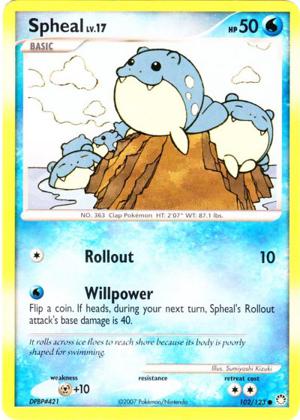 Spheal LV.17 HP 50
BASIC
NO. 363 Clap Pokémon HT: 2'07" WT: 87.1 lbs.
Rollout 10
Willpower
Flip a coin. If heads, during your next turn, Spheal's Rollout
attack's base damage is 40.
It rolls across ice floes to reach shore because its body is poorly
shaped for swimming.
Illus. Sumiyoshi Kizuki
DPBP#421
weakness resistance retreat cost
+10
©2007 Pokémon/Nintendo
102/123